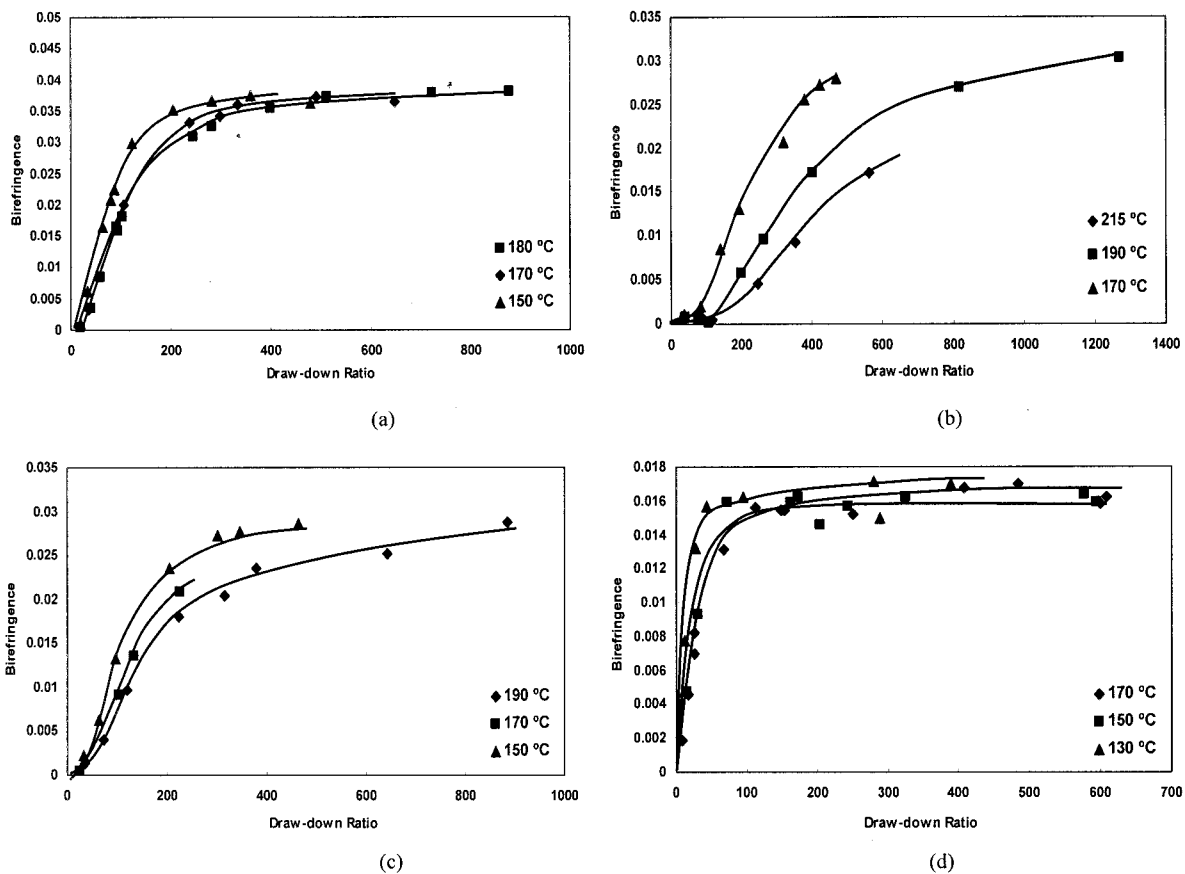 0.05
0.045
0.04
0.035
0.03
0.025
0.02
0.015
0.01
0.005
0
Birefringence
0 200 400 600 800 1000
Draw-down Ratio
180 ºC
170 ºC
150 ºC
(a)
0.035
0.03
0.025
0.02
0.015
0.01
0.005
0
Birefringence
0 200 400 600 800 1000 1200 1400
Draw-down Ratio
215 ºC
190 ºC
170 ºC
(b)
0.035
0.03
0.025
0.02
0.015
0.01
0.005
0
Birefringence
0 200 400 600 800 1000
Draw-down Ratio
190 ºC
170 ºC
150 ºC
(c)
0.018
0.016
0.014
0.012
0.01
0.008
0.006
0.004
0.002
0
Birefringence
0 100 200 300 400 500 600 700
Draw-down Ratio
170 ºC
150 ºC
130 ºC
(d)